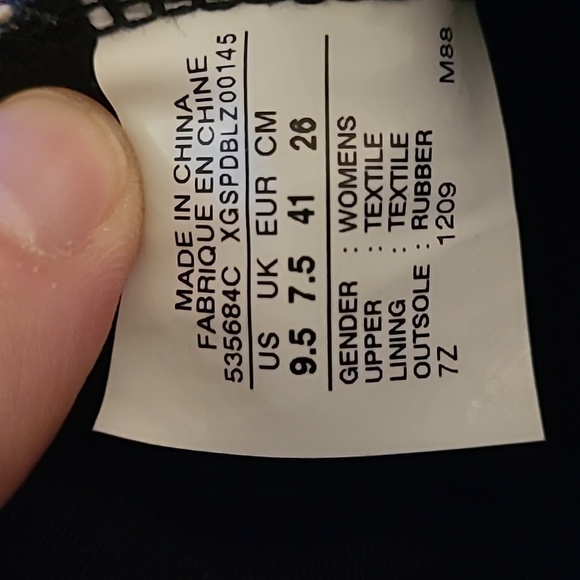 MADE IN CHINA
FABRIQUE EN CHINE
535684C XGSPDBLZ00145
US UK EUR CM
9.5 7.5 41 26
GENDER : WOMENS
UPPER : TEXTILE
LINING : TEXTILE
OUTSOLE : RUBBER
7Z 1209 M88